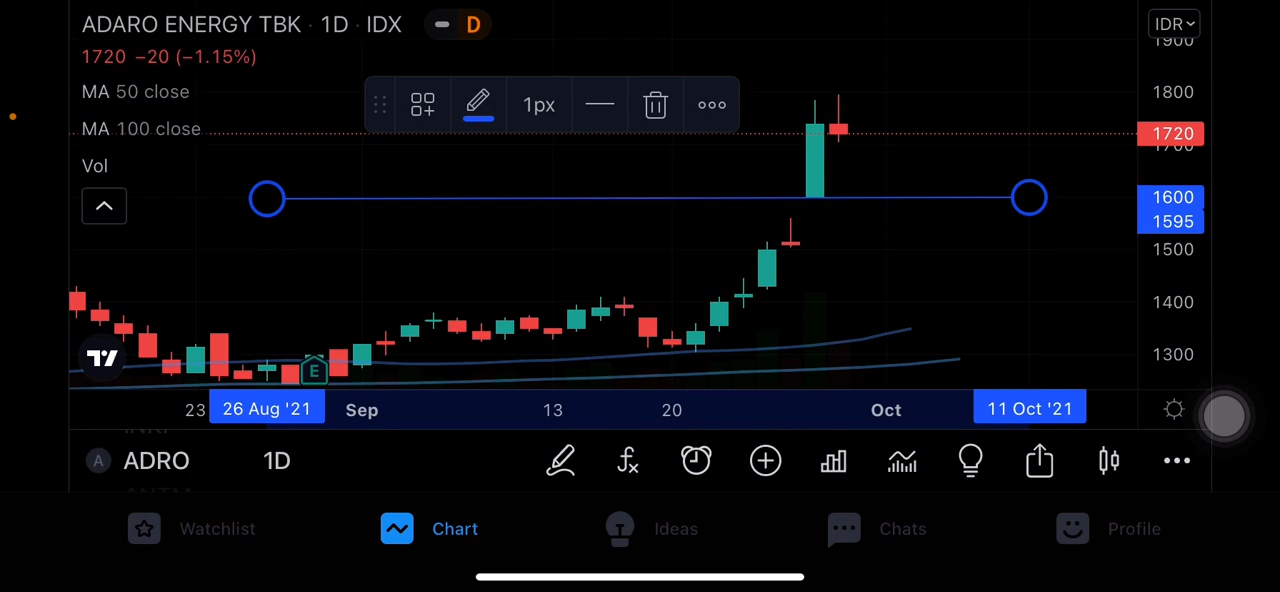 ADARO ENERGY TBK · 1D · IDX
D
IDR
1720 −20 (−1.15%)
MA 50 close
MA 100 close
Vol
1px
1900
1800
1720
1700
1600
1595
1500
1400
1300
E
23
26 Aug '21
Sep
13
20
Oct
11 Oct '21
A
ADRO
1D
Watchlist
Chart
Ideas
Chats
Profile